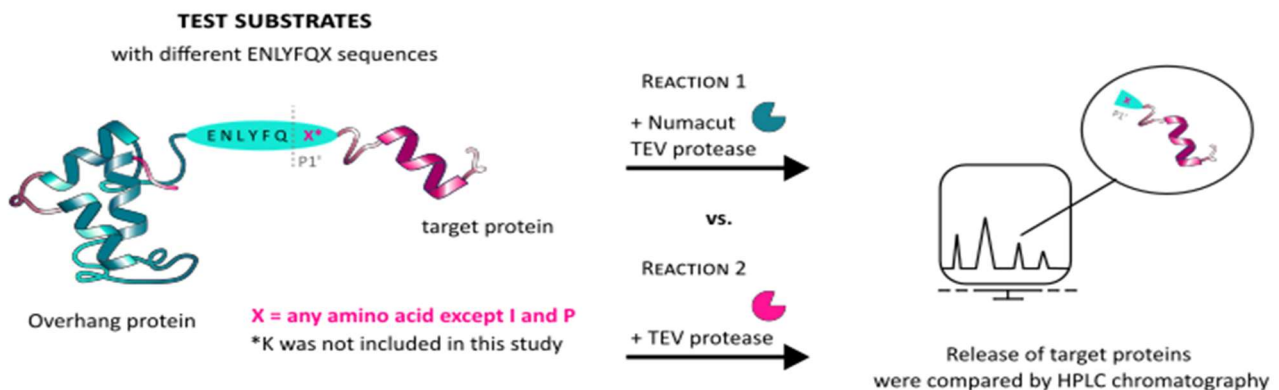 TEST SUBSTRATES
with different ENLYFQX sequences
ENLYFQ X*
P1'
target protein
Overhang protein
X = any amino acid except I and P
*K was not included in this study
REACTION 1
+ Numacut
TEV protease
vs.
REACTION 2
+ TEV protease
X
P1'
Release of target proteins
were compared by HPLC chromatography